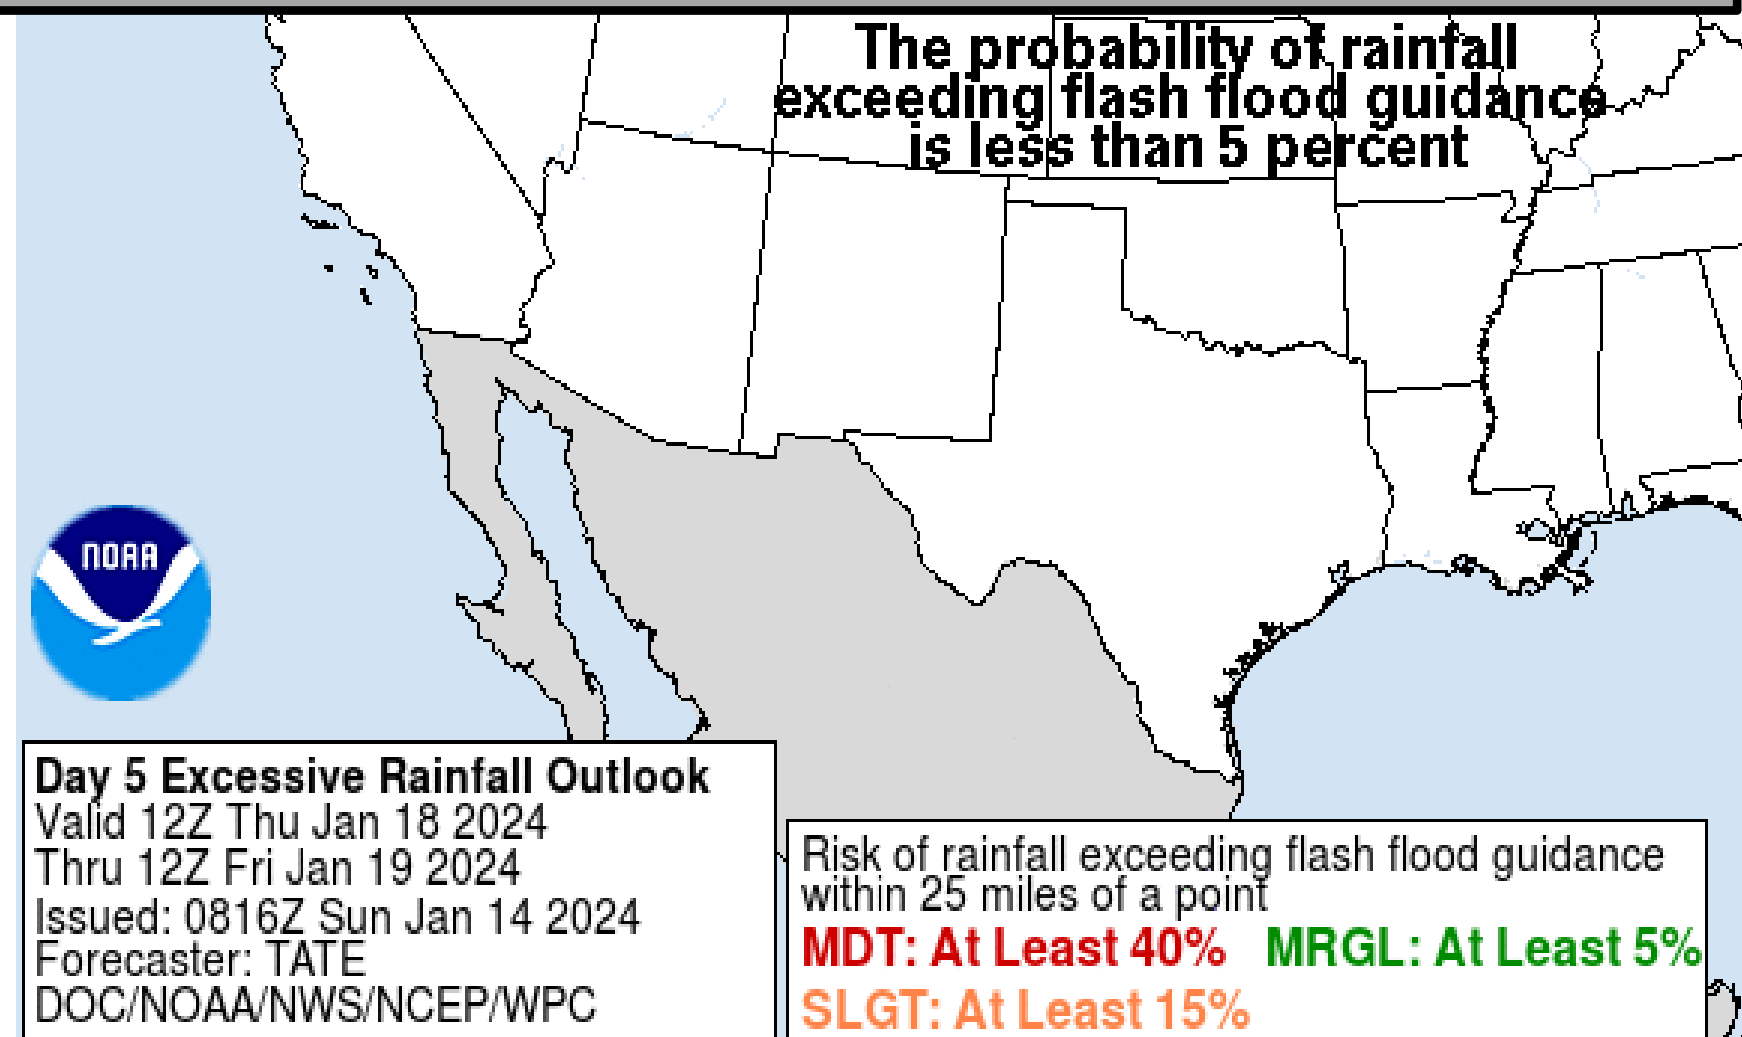 The probability of rainfall
exceeding flash flood guidance
is less than 5 percent
NOAA
Day 5 Excessive Rainfall Outlook
Valid 12Z Thu Jan 18 2024
Thru 12Z Fri Jan 19 2024
Issued: 0816Z Sun Jan 14 2024
Forecaster: TATE
DOC/NOAA/NWS/NCEP/WPC
Risk of rainfall exceeding flash flood guidance
within 25 miles of a point
MDT: At Least 40% MRGL: At Least 5%
SLGT: At Least 15%